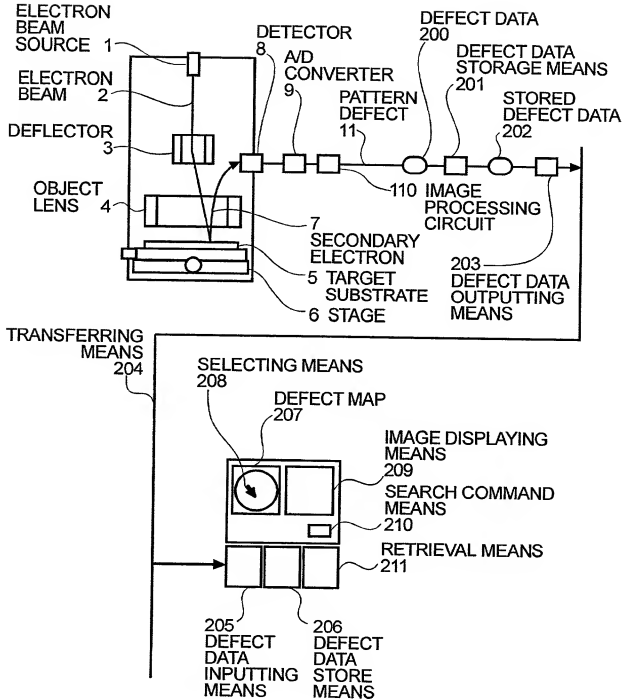 ELECTRON
BEAM
SOURCE 1
ELECTRON
BEAM
2
DEFLECTOR
3
OBJECT
LENS
4
DETECTOR
8
A/D
CONVERTER
9
PATTERN
DEFECT
11
DEFECT DATA
200
DEFECT DATA
STORAGE MEANS
201
STORED
DEFECT DATA
202
110 IMAGE
PROCESSING
CIRCUIT
7
SECONDARY
ELECTRON
5 TARGET
SUBSTRATE
6 STAGE
203
DEFECT DATA
OUTPUTTING
MEANS
TRANSFERRING
MEANS
204
SELECTING MEANS
208
DEFECT MAP
207
IMAGE DISPLAYING
MEANS
209
SEARCH COMMAND
MEANS
210
RETRIEVAL MEANS
211
205
DEFECT
DATA
INPUTTING
MEANS
206
DEFECT
DATA
STORE MEANS